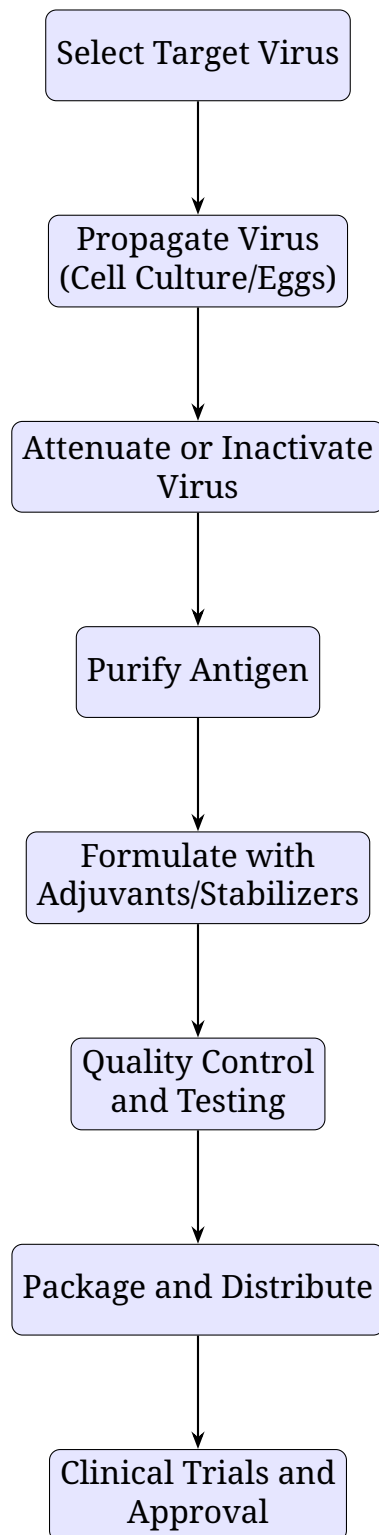 Select Target Virus
Propagate Virus
(Cell Culture/Eggs)
Attenuate or Inactivate
Virus
Purify Antigen
Formulate with
Adjuvants/Stabilizers
Quality Control
and Testing
Package and Distribute
Clinical Trials and
Approval